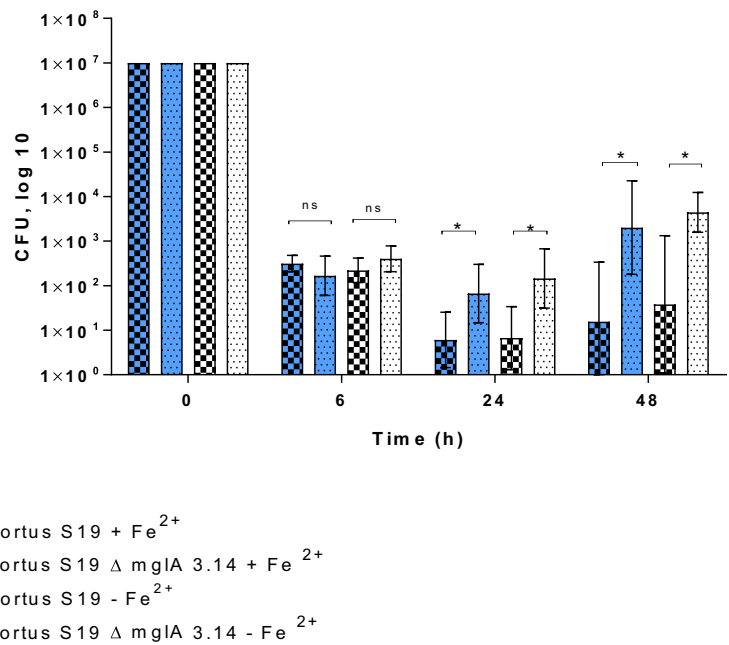 1×10⁸
1×10⁷
1×10⁶
1×10⁵
1×10⁴
1×10³
1×10²
1×10¹
1×10⁰
CFU, log 10
ns
ns
*
*
*
*
0 6 24 48
Time (h)
ortus S19 + Fe²⁺
ortus S19 Δ mglA 3.14 + Fe ²⁺
ortus S19 - Fe²⁺
ortus S19 Δ mglA 3.14 - Fe ²⁺